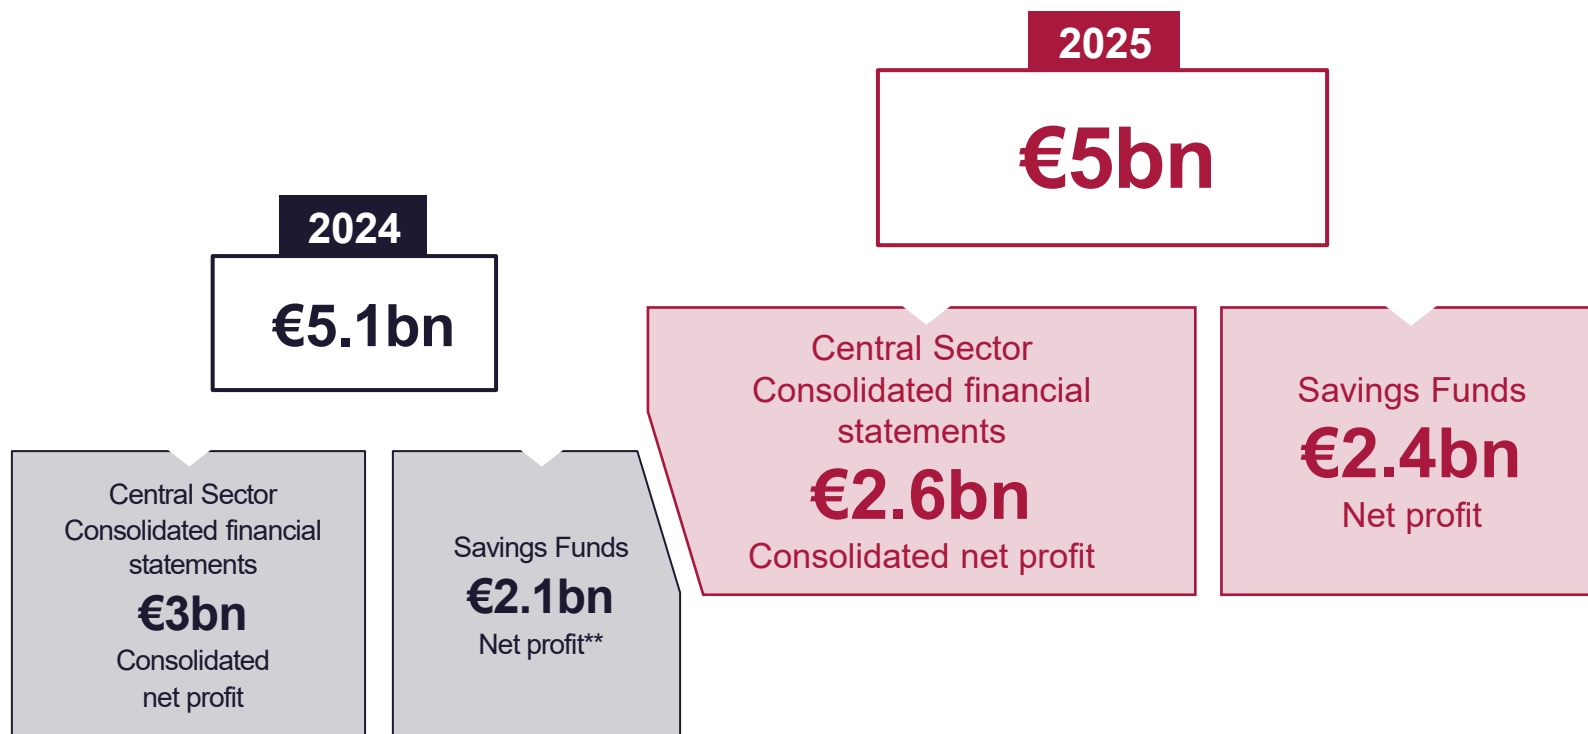 2024
€5.1bn
Central Sector
Consolidated financial
statements
€3bn
Consolidated
net profit
Savings Funds
€2.1bn
Net profit**
2025
€5bn
Central Sector
Consolidated financial
statements
€2.6bn
Consolidated net profit
Savings Funds
€2.4bn
Net profit